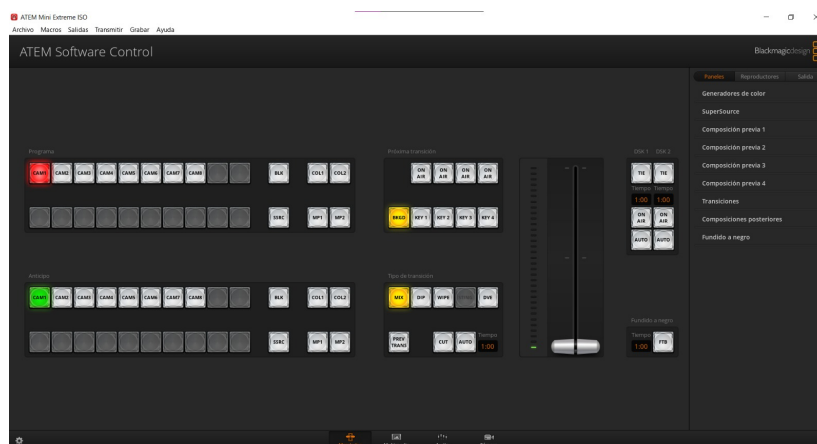 ATEM Mini Extreme ISO
Archivo Macros Salidas Transmitir Grabar Ayuda
ATEM Software Control
Blackmagicdesign
Paneles Reproductores Salida
Generadores de color
SuperSource
Composición previa 1
Composición previa 2
Composición previa 3
Composición previa 4
Transiciones
Composiciones posteriores
Fundido a negro
Programa
CAM1 CAM2 CAM3 CAM4 CAM5 CAM6 CAM7 CAM8 BLK COL1 COL2
SSRC MP1 MP2
Próxima transición
ON AIR ON AIR ON AIR ON AIR
BKGD KEY 1 KEY 2 KEY 3 KEY 4
DSK 1 DSK 2
TIE TIE
Tiempo Tiempo
1:00 1:00
ON AIR ON AIR
AUTO AUTO
Anticipo
CAM1 CAM2 CAM3 CAM4 CAM5 CAM6 CAM7 CAM8 BLK COL1 COL2
SSRC MP1 MP2
Tipo de transición
MIX DIP WIPE DVE
PREV TRANS CUT AUTO Tiempo 1:00
Fundido a negro
Tiempo
1:00 FTB